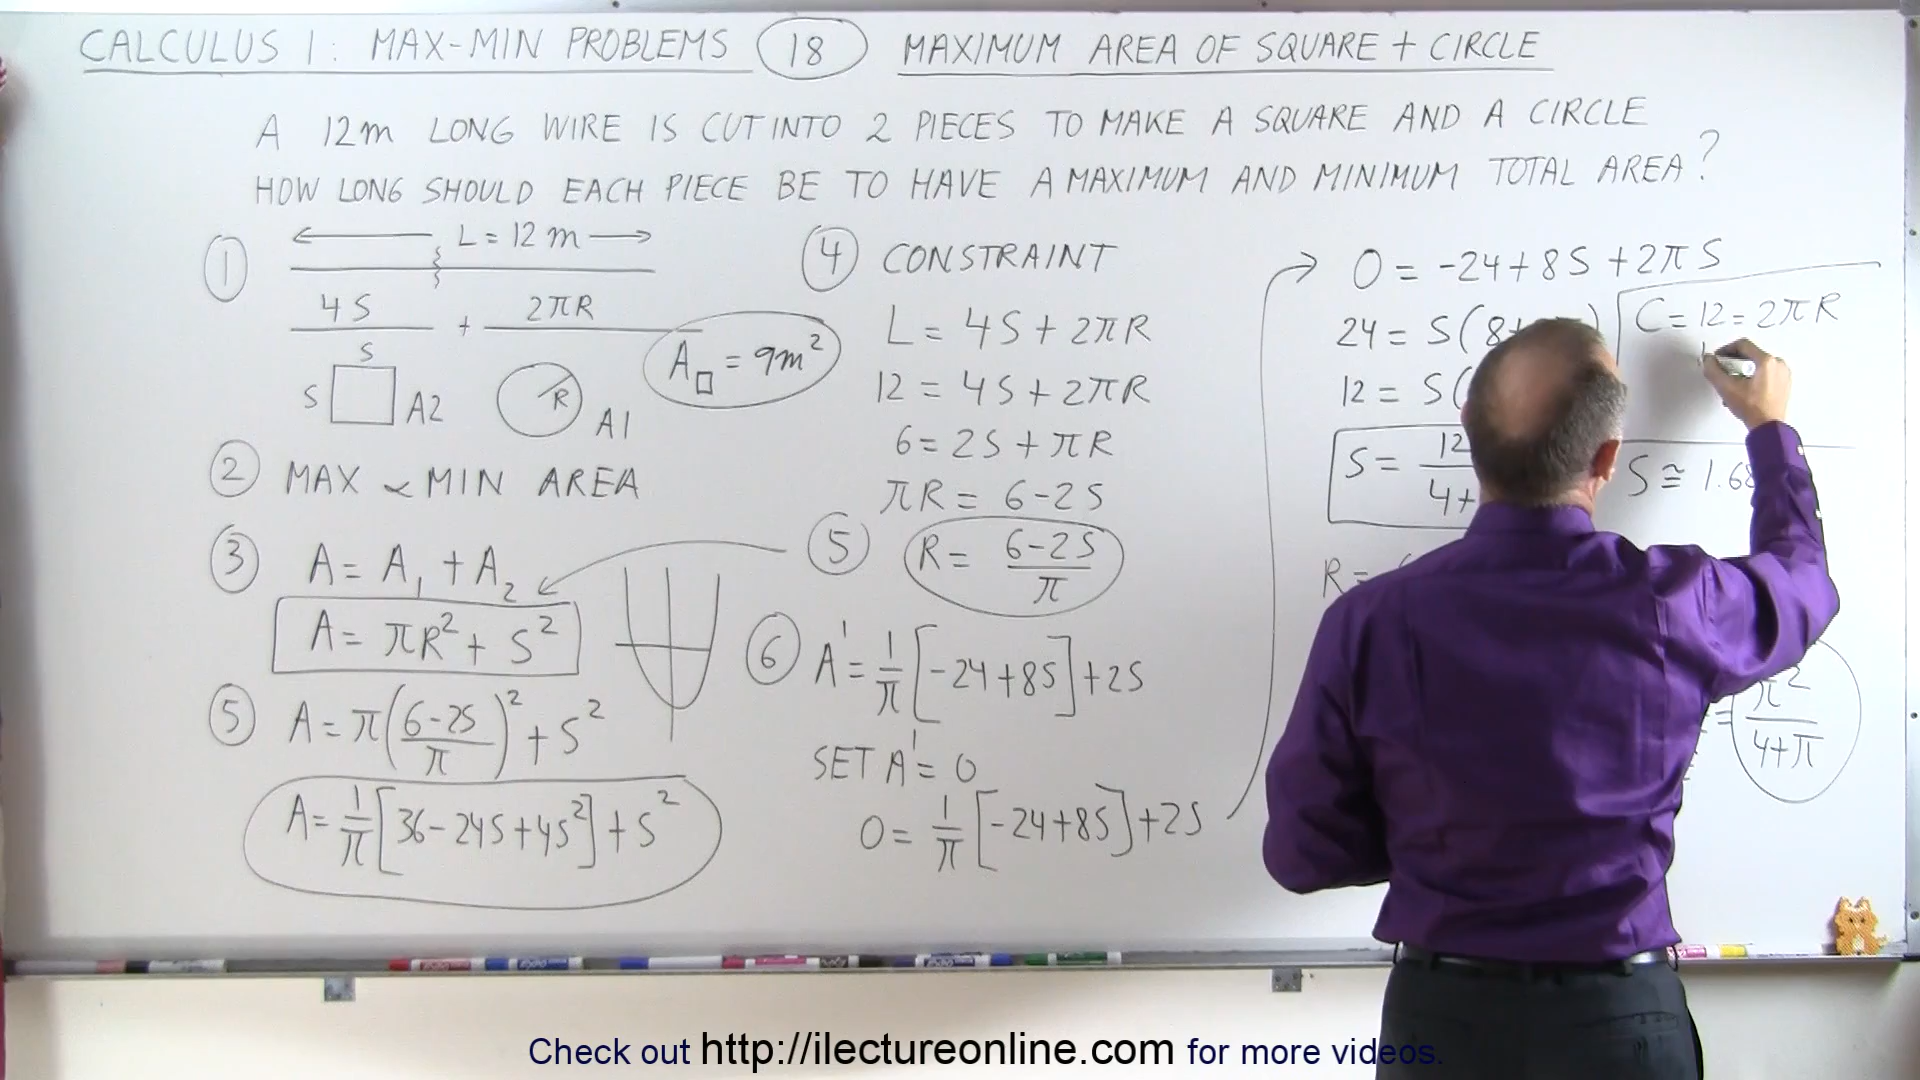 CALCULUS 1: MAX-MIN PROBLEMS 18 MAXIMUM AREA OF SQUARE + CIRCLE
A 12m LONG WIRE IS CUT INTO 2 PIECES TO MAKE A SQUARE AND A CIRCLE
HOW LONG SHOULD EACH PIECE BE TO HAVE A MAXIMUM AND MINIMUM TOTAL AREA?
1
L = 12 m
4S + 2πR
S
S A2 R A1
A□ = 9m²
2 MAX & MIN AREA
3 A = A₁ + A₂
A = πR² + S²
5 A = π((6-2S)/π)² + S²
A = 1/π [36-24S+4S²] + S²
4 CONSTRAINT
L = 4S + 2πR
12 = 4S + 2πR
6 = 2S + πR
πR = 6-2S
5 R = (6-2S)/π
6 A' = 1/π [-24+8S] + 2S
SET A' = 0
0 = 1/π [-24+8S] + 2S
0 = -24 + 8S + 2πS
24 = S(8+
12 = S(
S = 12/4+
S ≅ 1.68
R =
C = 12 = 2πR
= π²/(4+π)
Check out http://ilectureonline.com for more videos.